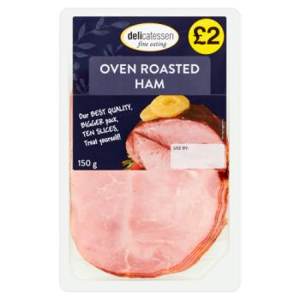 delicatessen
fine eating
£2
OVEN ROASTED
HAM
Our BEST QUALITY,
BIGGER pack,
TEN SLICES,
Treat yourself!
USE BY:
150 g